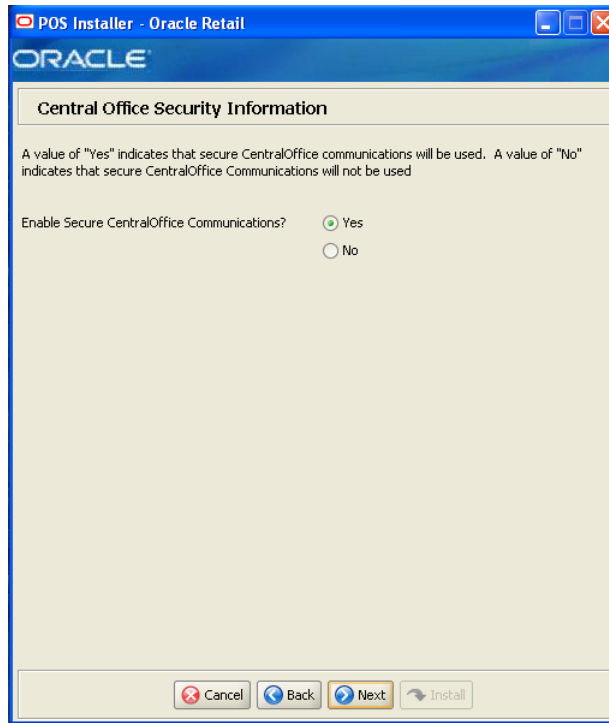 POS Installer - Oracle Retail
ORACLE
Central Office Security Information
A value of "Yes" indicates that secure CentralOffice communications will be used. A value of "No"
indicates that secure CentralOffice Communications will not be used
Enable Secure CentralOffice Communications?
Yes
No
Cancel
Back
Next
Install